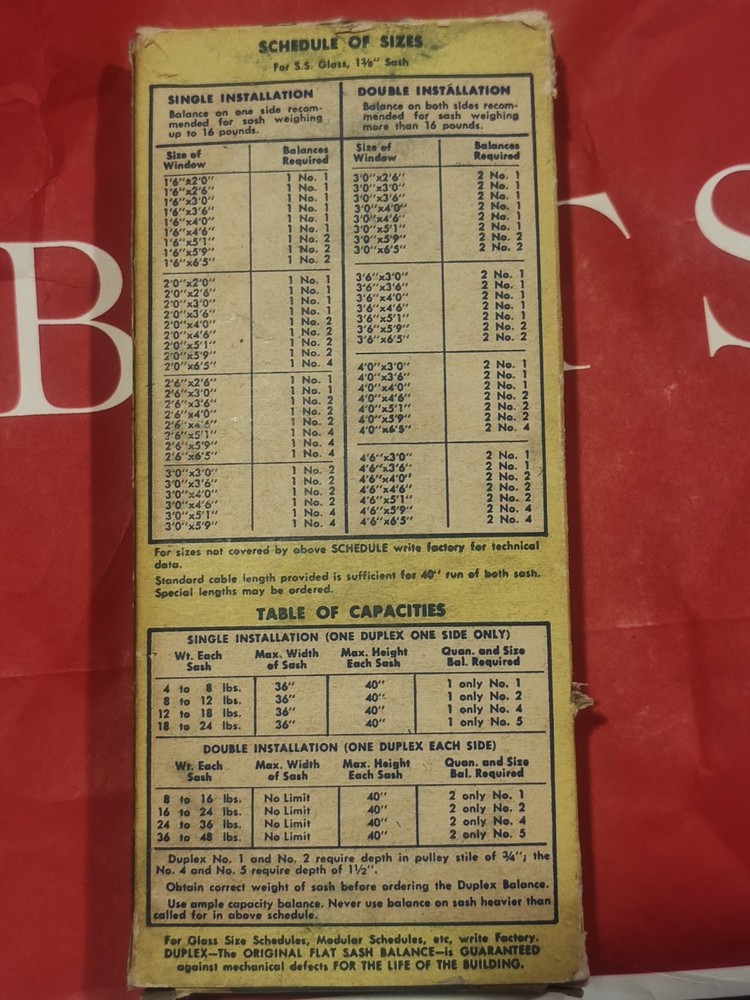 SCHEDULE OF SIZES
For S.S. Glass, 1⅜" Sash
SINGLE INSTALLATION
Balance on one side recom-
mended for sash weighing
up to 16 pounds.
Size of Window Balances Required
1'6"x2'0" 1 No. 1
1'6"x2'6" 1 No. 1
1'6"x3'0" 1 No. 1
1'6"x3'6" 1 No. 1
1'6"x4'0" 1 No. 1
1'6"x4'6" 1 No. 1
1'6"x5'1" 1 No. 2
1'6"x5'9" 1 No. 2
1'6"x6'5" 1 No. 2
2'0"x2'0" 1 No. 1
2'0"x2'6" 1 No. 1
2'0"x3'0" 1 No. 1
2'0"x3'6" 1 No. 1
2'0"x4'0" 1 No. 2
2'0"x4'6" 1 No. 2
2'0"x5'1" 1 No. 2
2'0"x5'9" 1 No. 2
2'0"x6'5" 1 No. 4
2'6"x2'6" 1 No. 1
2'6"x3'0" 1 No. 1
2'6"x3'6" 1 No. 2
2'6"x4'0" 1 No. 2
2'6"x4'6" 1 No. 2
2'6"x5'1" 1 No. 4
2'6"x5'9" 1 No. 4
2'6"x6'5" 1 No. 4
3'0"x3'0" 1 No. 2
3'0"x3'6" 1 No. 2
3'0"x4'0" 1 No. 2
3'0"x4'6" 1 No. 2
3'0"x5'1" 1 No. 4
3'0"x5'9" 1 No. 4
DOUBLE INSTALLATION
Balance on both sides recom-
mended for sash weighing
more than 16 pounds.
Size of Window Balances Required
3'0"x2'6" 2 No. 1
3'0"x3'0" 2 No. 1
3'0"x3'6" 2 No. 1
3'0"x4'0" 2 No. 1
3'0"x4'6" 2 No. 1
3'0"x5'1" 2 No. 1
3'0"x5'9" 2 No. 2
3'0"x6'5" 2 No. 2
3'6"x3'0" 2 No. 1
3'6"x3'6" 2 No. 1
3'6"x4'0" 2 No. 1
3'6"x4'6" 2 No. 1
3'6"x5'1" 2 No. 1
3'6"x5'9" 2 No. 2
3'6"x6'5" 2 No. 2
4'0"x3'0" 2 No. 1
4'0"x3'6" 2 No. 1
4'0"x4'0" 2 No. 1
4'0"x4'6" 2 No. 2
4'0"x5'1" 2 No. 2
4'0"x5'9" 2 No. 2
4'0"x6'5" 2 No. 4
4'6"x3'0" 2 No. 1
4'6"x3'6" 2 No. 1
4'6"x4'0" 2 No. 2
4'6"x4'6" 2 No. 2
4'6"x5'1" 2 No. 2
4'6"x5'9" 2 No. 4
4'6"x6'5" 2 No. 4
For sizes not covered by above SCHEDULE write factory for technical
data.
Standard cable length provided is sufficient for 40" run of both sash.
Special lengths may be ordered.
TABLE OF CAPACITIES
SINGLE INSTALLATION (ONE DUPLEX ONE SIDE ONLY)
Wt. Each Max. Width Max. Height Quan. and Size
Sash of Sash Each Sash Bal. Required
4 to 8 lbs. 36" 40" 1 only No. 1
8 to 12 lbs. 36" 40" 1 only No. 2
12 to 18 lbs. 36" 40" 1 only No. 4
18 to 24 lbs. 36" 40" 1 only No. 5
DOUBLE INSTALLATION (ONE DUPLEX EACH SIDE)
Wt. Each Max. Width Max. Height Quan. and Size
Sash of Sash Each Sash Bal. Required
8 to 16 lbs. No Limit 40" 2 only No. 1
16 to 24 lbs. No Limit 40" 2 only No. 2
24 to 36 lbs. No Limit 40" 2 only No. 4
36 to 48 lbs. No Limit 40" 2 only No. 5
Duplex No. 1 and No. 2 require depth in pulley stile of ¾"; the
No. 4 and No. 5 require depth of 1½".
Obtain correct weight of sash before ordering the Duplex Balance.
Use ample capacity balance. Never use balance on sash heavier than
called for in above schedule.
For Glass Size Schedules, Modular Schedules, etc, write Factory.
DUPLEX—The ORIGINAL FLAT SASH BALANCE—is GUARANTEED
against mechanical defects FOR THE LIFE OF THE BUILDING.